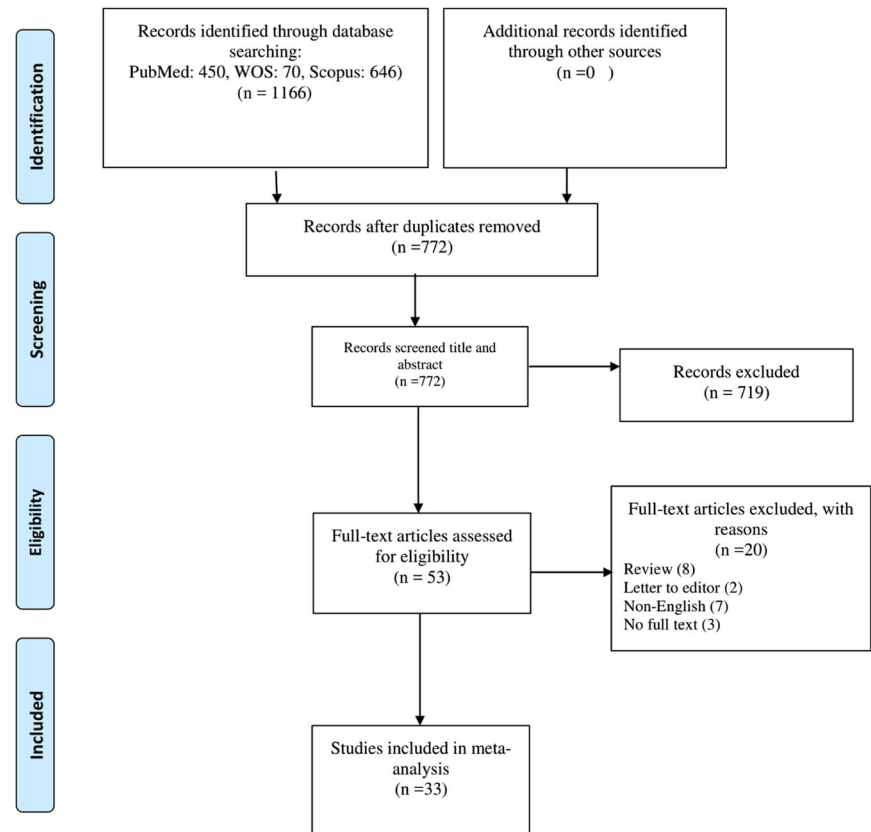 Identification
Records identified through database
searching:
PubMed: 450, WOS: 70, Scopus: 646)
(n = 1166)
Additional records identified
through other sources
(n =0   )
Records after duplicates removed
(n =772)
Screening
Records screened title and
abstract
(n =772)
Records excluded
(n = 719)
Eligibility
Full-text articles assessed
for eligibility
(n = 53)
Full-text articles excluded, with
reasons
(n =20)
Review (8)
Letter to editor (2)
Non-English (7)
No full text (3)
Included
Studies included in meta-
analysis
(n =33)